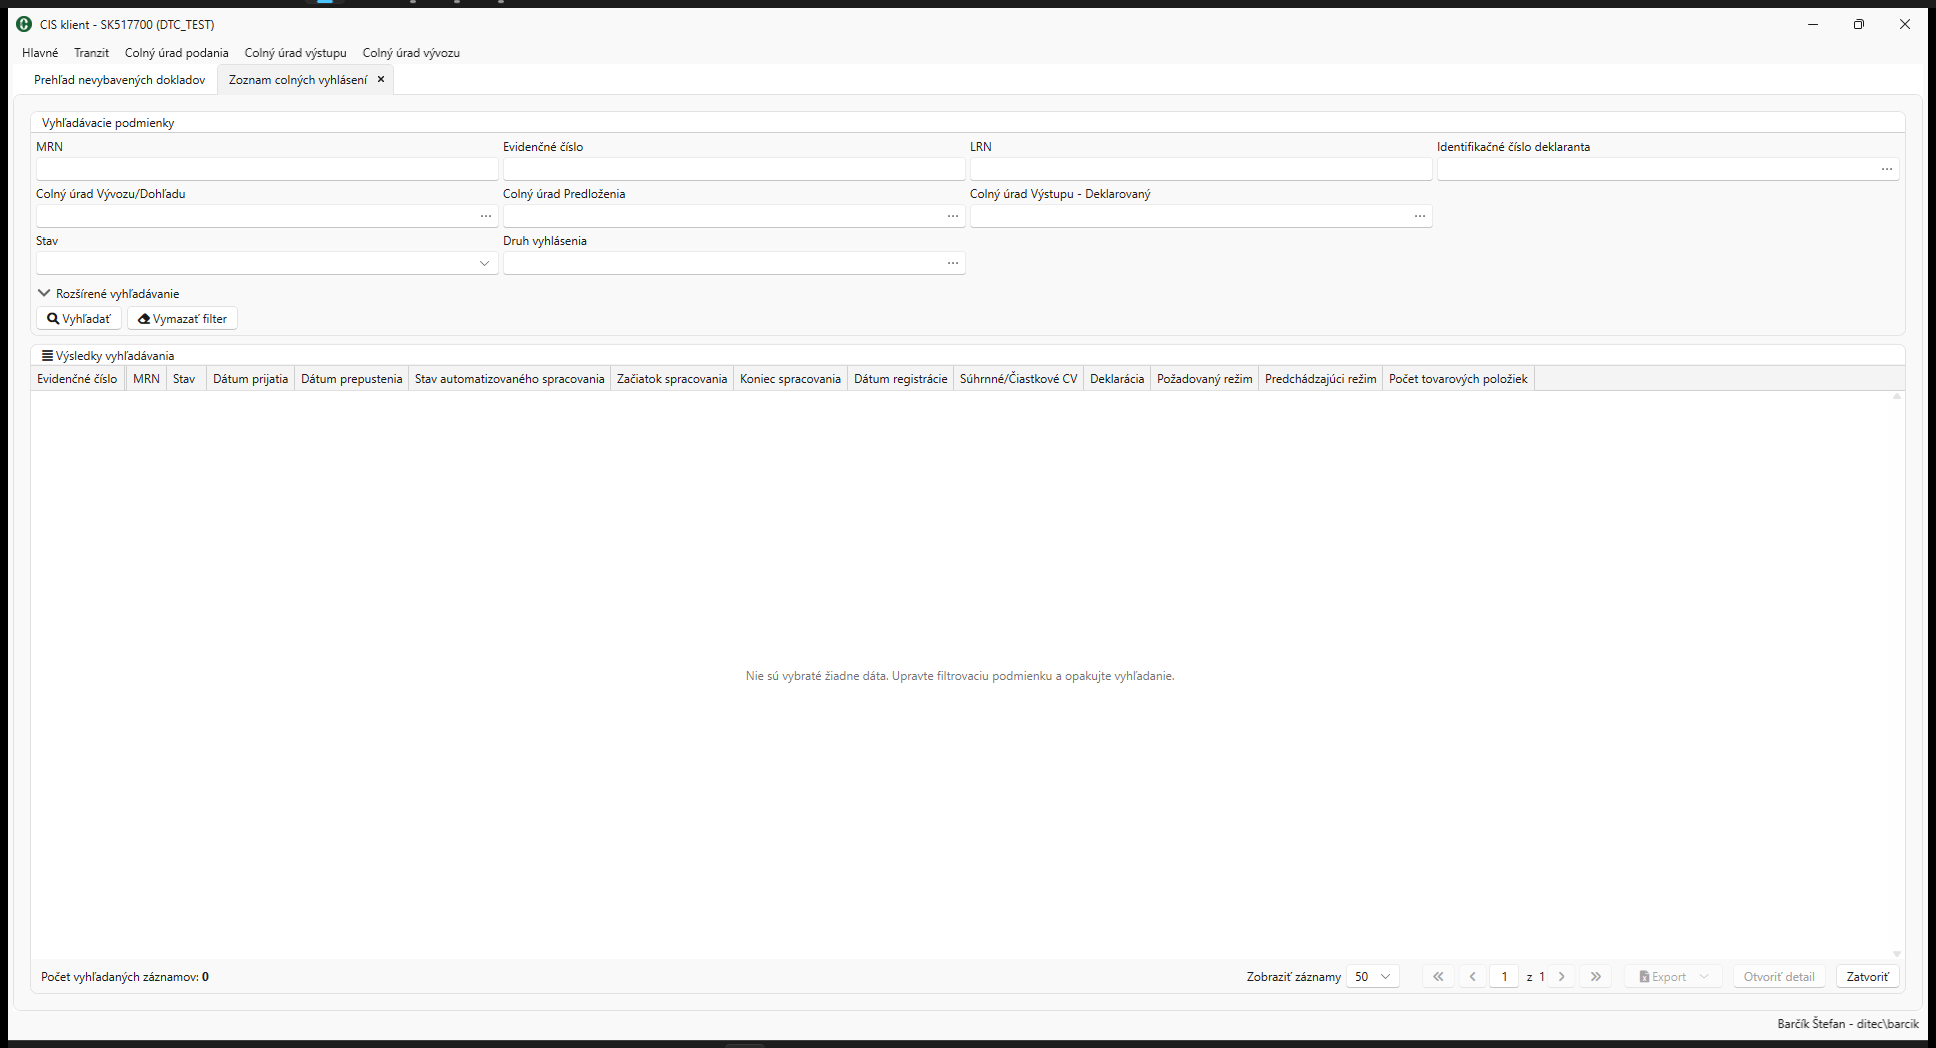 CIS klient - SK517700 (DTC_TEST)
Hlavné Tranzit Colný úrad podania Colný úrad výstupu Colný úrad vývozu
Prehľad nevybavených dokladov Zoznam colných vyhlásení
Vyhľadávacie podmienky
MRN Evidenčné číslo LRN Identifikačné číslo deklaranta
Colný úrad Vývozu/Dohľadu Colný úrad Predloženia Colný úrad Výstupu - Deklarovaný
Stav Druh vyhlásenia
Rozšírené vyhľadávanie
Vyhľadať Vymazať filter
Výsledky vyhľadávania
Evidenčné číslo MRN Stav Dátum prijatia Dátum prepustenia Stav automatizovaného spracovania Začiatok spracovania Koniec spracovania Dátum registrácie Súhrnné/Čiastkové CV Deklarácia Požadovaný režim Predchádzajúci režim Počet tovarových položiek
Nie sú vybraté žiadne dáta. Upravte filtrovaciu podmienku a opakujte vyhľadanie.
Počet vyhľadaných záznamov: 0 Zobraziť záznamy 50 1 z 1 Export Otvoriť detail Zatvoriť
Barčík Štefan - ditec\barcik